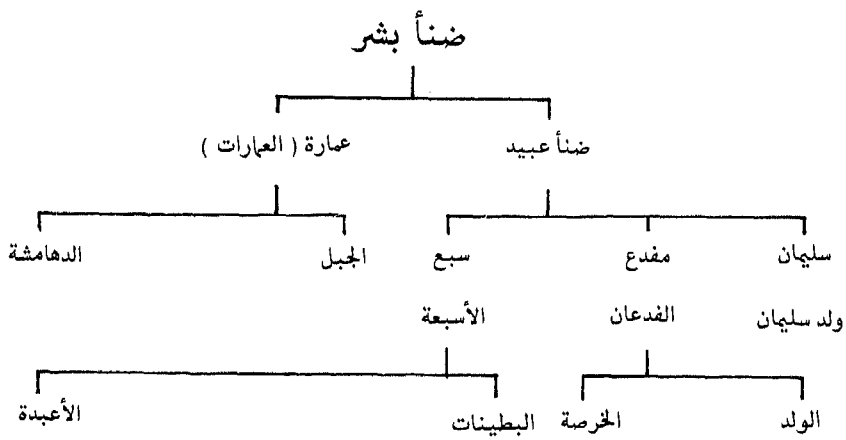 ضنأ بشر
ضنأ عبيد عمارة ( العمارات )
سليمان مفدع سبع الجبل الدهامشة
ولد سليمان الفدعان الأسبعة
الولد الخرصة البطينات الأعبدة